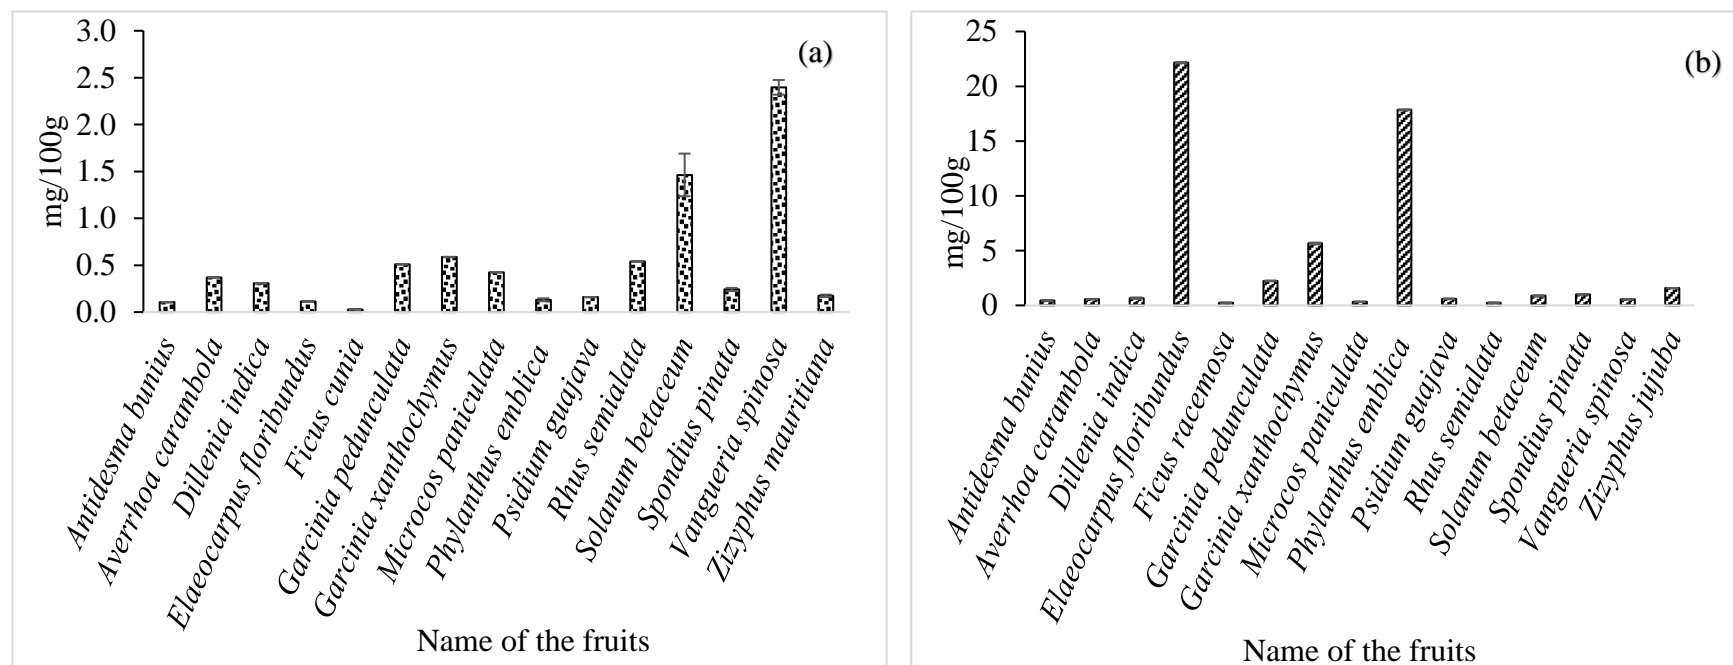 (a)
mg/100g
3.0
2.5
2.0
1.5
1.0
0.5
0.0
Antidesma bunius
Averrhoa carambola
Dillenia indica
Elaeocarpus floribundus
Ficus cunia
Garcinia pedunculata
Garcinia xanthochymus
Microcos paniculata
Phylanthus emblica
Psidium guajava
Rhus semialata
Solanum betaceum
Spondius pinata
Vangueria spinosa
Zizyphus mauritiana
Name of the fruits
(b)
mg/100g
25
20
15
10
5
0
Antidesma bunius
Averrhoa carambola
Dillenia indica
Elaeocarpus floribundus
Ficus racemosa
Garcinia pedunculata
Garcinia xanthochymus
Microcos paniculata
Phylanthus emblica
Psidium guajava
Rhus semialata
Solanum betaceum
Spondius pinata
Vangueria spinosa
Zizyphus jujuba
Name of the fruits